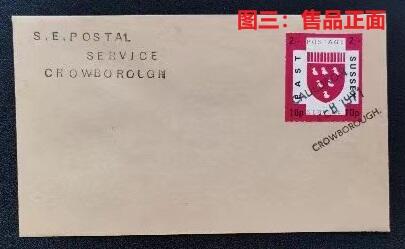 图三：售品正面
S.E. POSTAL
SERVICE
CROWBOROUGH
2- POSTAGE 2-
EAST
SUSSEX
10p
10p
CROWBOROUGH.